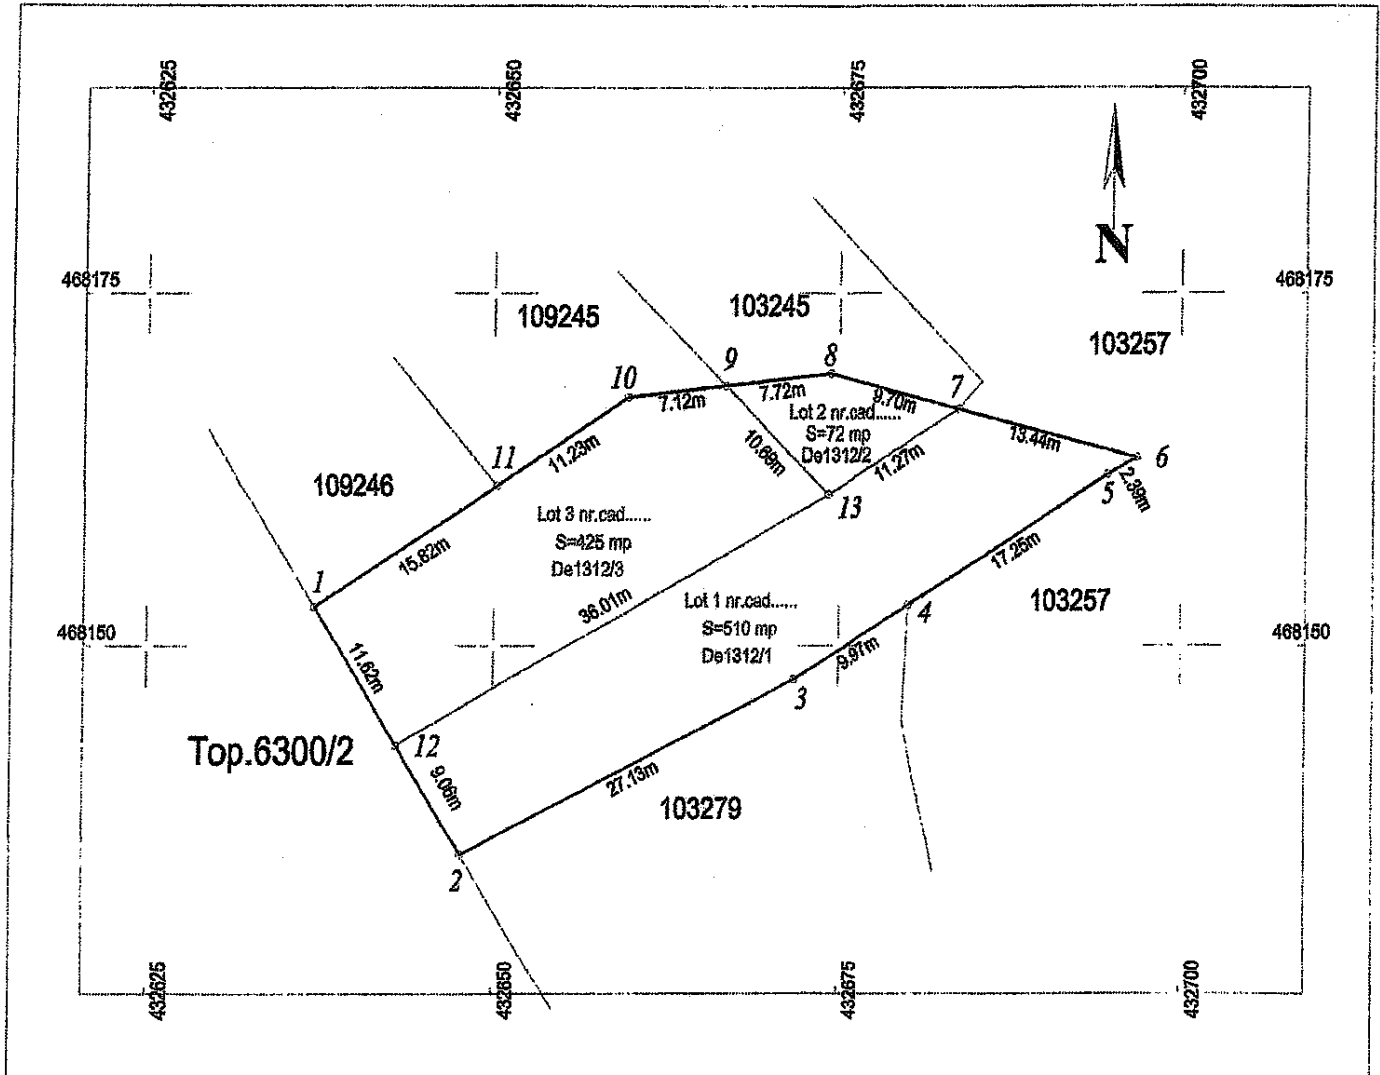 432625
432650
432675
432700
468175
468175
N
109245
103245
103257
9
8
10
7.12m
7.72m
9.70m
7
Lot 2 nr.cad......
S=72 mp
De1312/2
13.44m
6
5
2.39m
10.69m
11.27m
11
11.23m
109246
13
Lot 3 nr.cad......
S=425 mp
De1312/3
15.82m
17.25m
1
36.01m
Lot 1 nr.cad......
S=510 mp
De1312/1
103257
4
468150
468150
11.62m
9.97m
3
Top.6300/2
12
9.06m
27.13m
103279
2
432625
432650
432675
432700